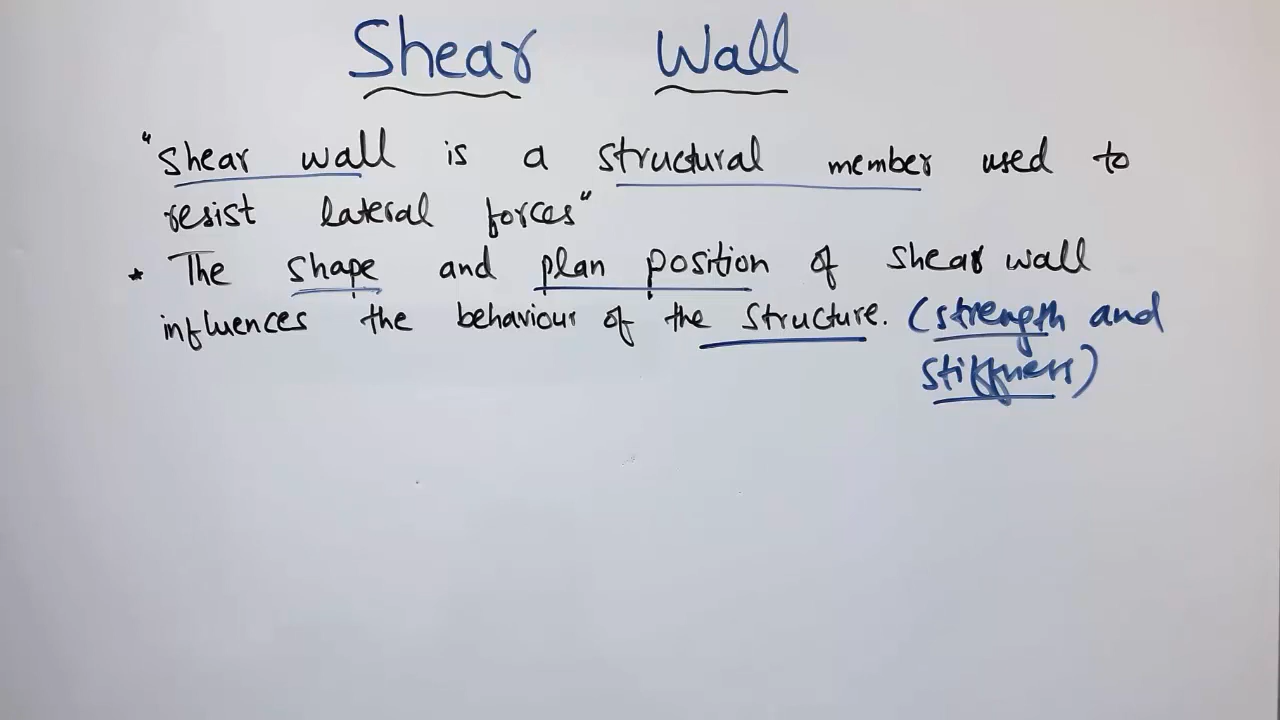 Shear Wall
"Shear wall is a structural member used to
resist lateral forces"
* The shape and plan position of shear wall
influences the behaviour of the structure. (strength and
stiffness)